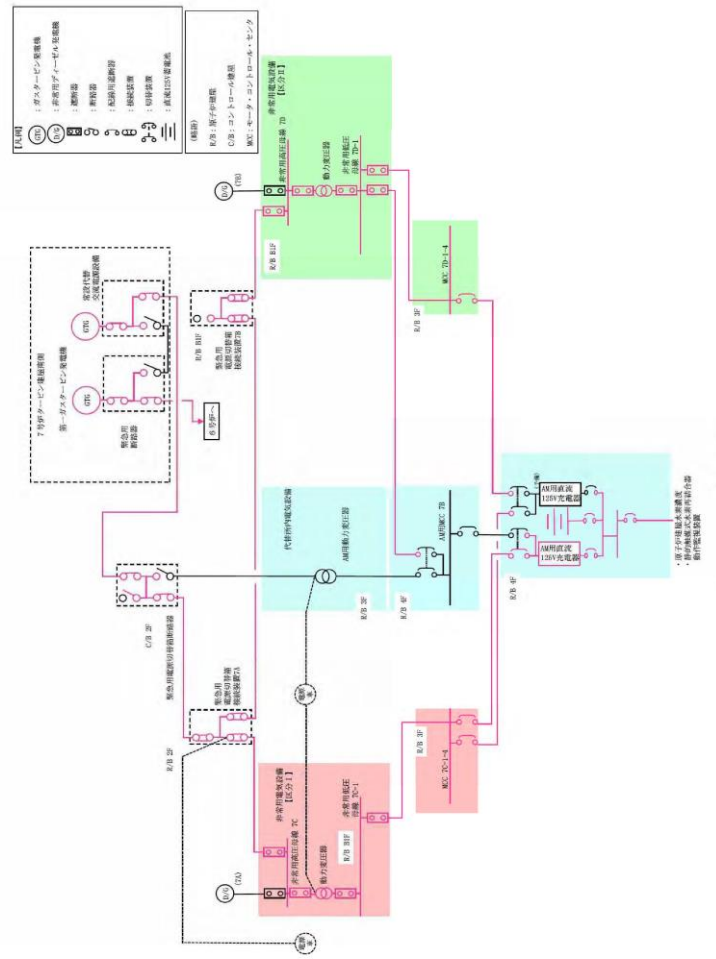 【凡例】
GTG
：ガスタービン発電機
D/G
：非常用ディーゼル発電機
：遮断器
：断路器
：配線用遮断器
：接続装置
：切替装置
：直流125V蓄電池
(略語)
R/B：原子炉建屋
C/B：コントロール建屋
MCC：モータ・コントロール・センタ
7号炉タービン建屋南側
第一ガスタービン発電機
常設代替
交流電源設備
GTG
GTG
緊急用
断路器
6号炉へ
C/B 2F
緊急用電源切替箱断路器
R/B 2F
緊急用
電源切替箱
接続装置7A
R/B B1F
緊急用
電源切替箱
接続装置7B
電源車
電源車
D/G
(7A)
非常用電気設備
【区分Ⅰ】
非常用高圧母線 7C
動力変圧器
R/B B1F
非常用低圧
母線 7C-1
代替所内電気設備
AM用動力変圧器
R/B 3F
R/B 4F
AM用MCC 7B
D/G
(7B)
非常用電気設備
【区分Ⅱ】
非常用高圧母線 7D
R/B B1F
動力変圧器
非常用低圧
母線 7D-1
R/B 3F
MCC 7C-1-4
R/B 3F
MCC 7D-1-4
R/B 4F
AM用直流
125V充電器
AM用直流
125V充電器
(予備)
・原子炉建屋水素濃度
・静的触媒式水素再結合器
動作監視装置